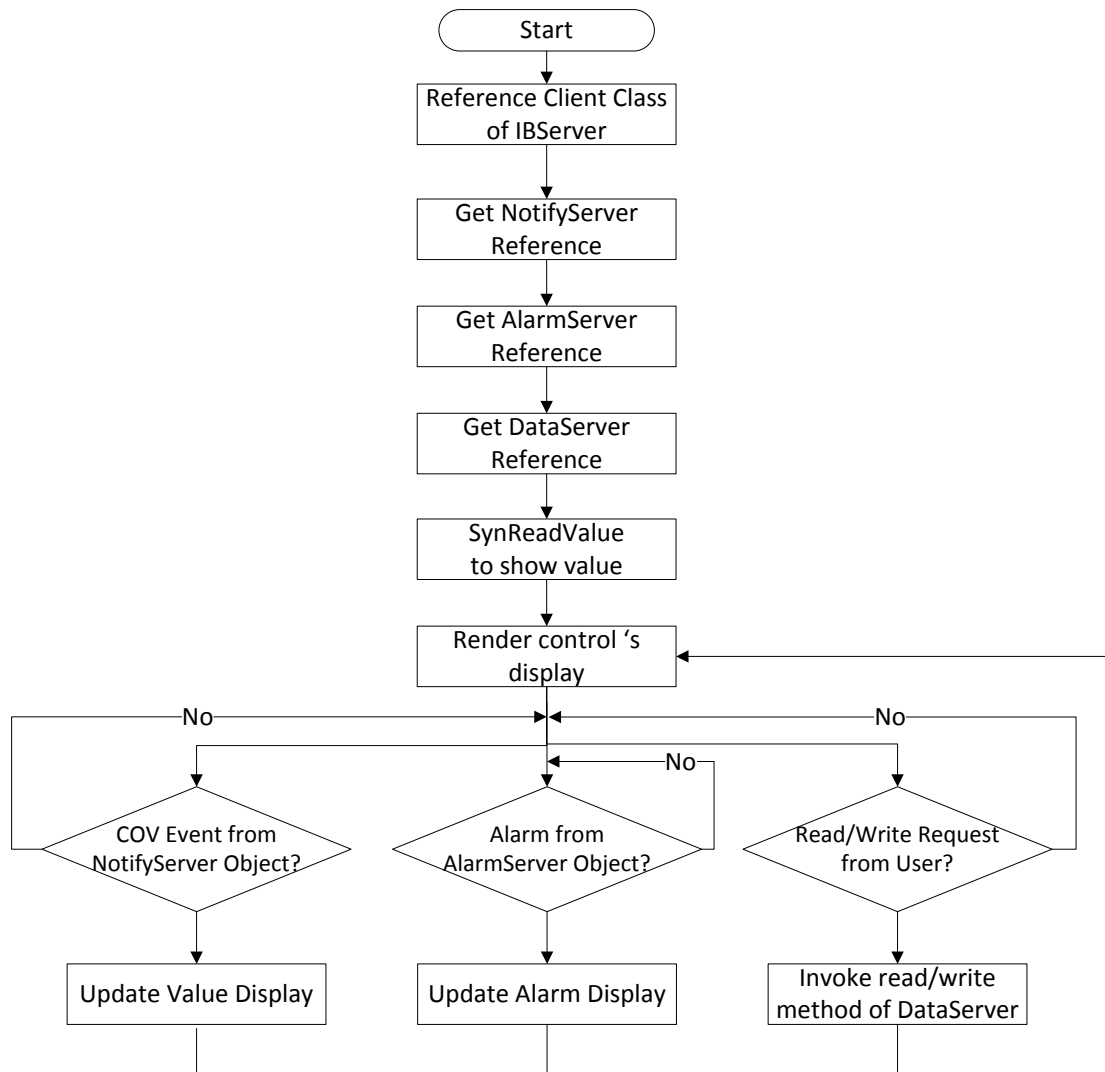 Start
Reference Client Class
of IBServer
Get NotifyServer
Reference
Get AlarmServer
Reference
Get DataServer
Reference
SynReadValue
to show value
Render control ‘s
display
No
No
No
COV Event from
NotifyServer Object?
Alarm from
AlarmServer Object?
Read/Write Request
from User?
Update Value Display
Update Alarm Display
Invoke read/write
method of DataServer